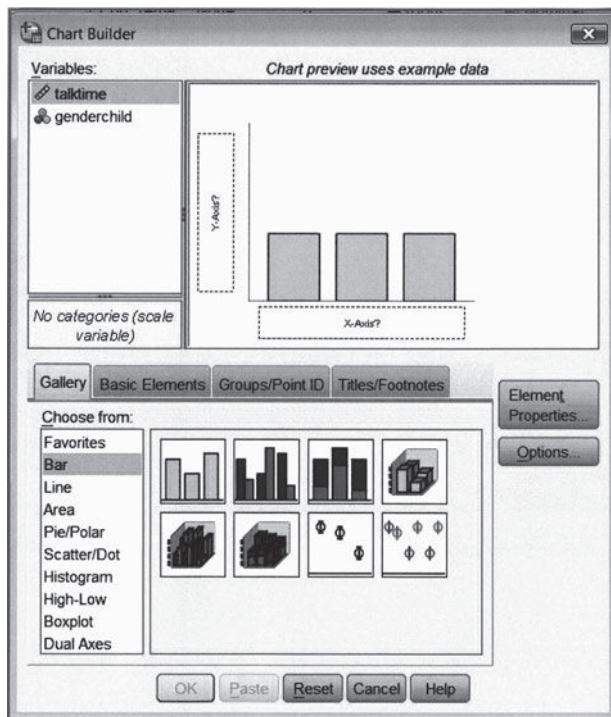 Chart Builder
Variables:
Chart preview uses example data
talktime
genderchild
No categories (scale
variable)
Y-Axis?
X-Axis?
Gallery
Basic Elements
Groups/Point ID
Titles/Footnotes
Choose from:
Favorites
Bar
Line
Area
Pie/Polar
Scatter/Dot
Histogram
High-Low
Boxplot
Dual Axes
Element
Properties...
Options...
OK
Paste
Reset
Cancel
Help